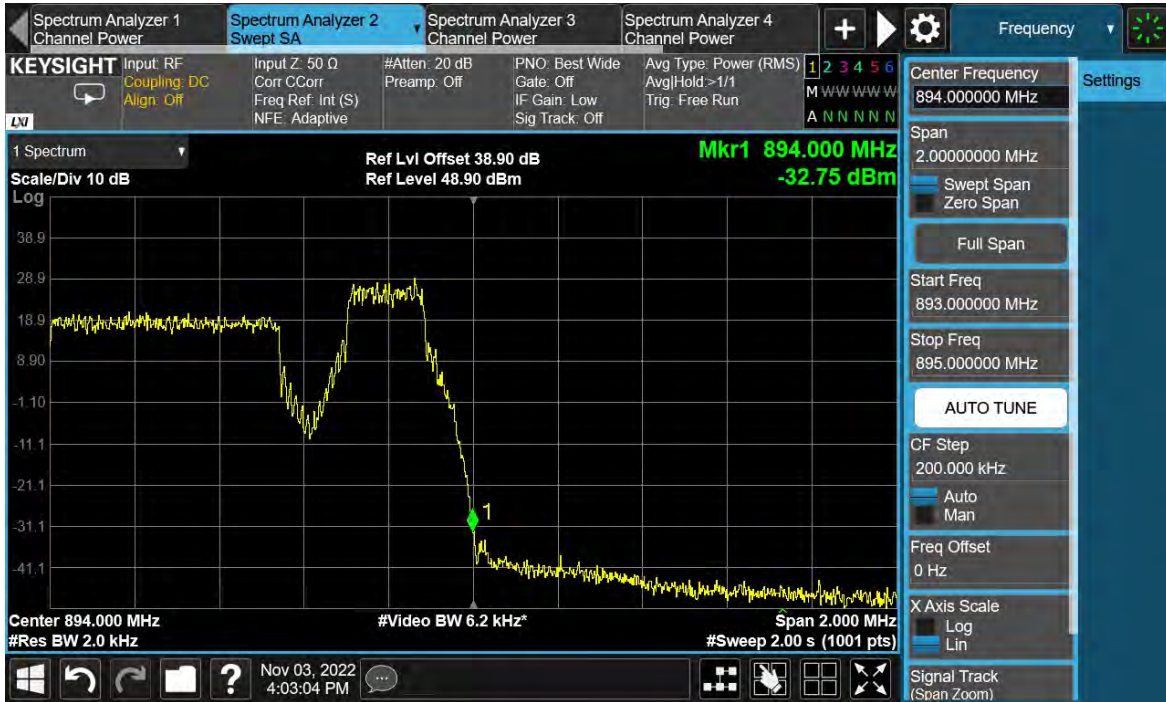 Spectrum Analyzer 1
Channel Power
Spectrum Analyzer 2
Swept SA
Spectrum Analyzer 3
Channel Power
Spectrum Analyzer 4
Channel Power
Frequency
KEYSIGHT
LXI
Input: RF
Coupling: DC
Align: Off
Input Z: 50 Ω
Corr CCorr
Freq Ref: Int (S)
NFE: Adaptive
#Atten: 20 dB
Preamp: Off
PNO: Best Wide
Gate: Off
IF Gain: Low
Sig Track: Off
Avg Type: Power (RMS)
Avg|Hold:>1/1
Trig: Free Run
1 2 3 4 5 6
M W W W W W
A N N N N N
1 Spectrum
Scale/Div 10 dB
Log
Ref Lvl Offset 38.90 dB
Ref Level 48.90 dBm
Mkr1 894.000 MHz
-32.75 dBm
38.9
28.9
18.9
8.90
-1.10
-11.1
-21.1
-31.1
-41.1
1
Center 894.000 MHz
#Res BW 2.0 kHz
#Video BW 6.2 kHz*
Span 2.000 MHz
#Sweep 2.00 s (1001 pts)
Nov 03, 2022
4:03:04 PM
Center Frequency
894.000000 MHz
Settings
Span
2.00000000 MHz
Swept Span
Zero Span
Full Span
Start Freq
893.000000 MHz
Stop Freq
895.000000 MHz
AUTO TUNE
CF Step
200.000 kHz
Auto
Man
Freq Offset
0 Hz
X Axis Scale
Log
Lin
Signal Track
(Span Zoom)